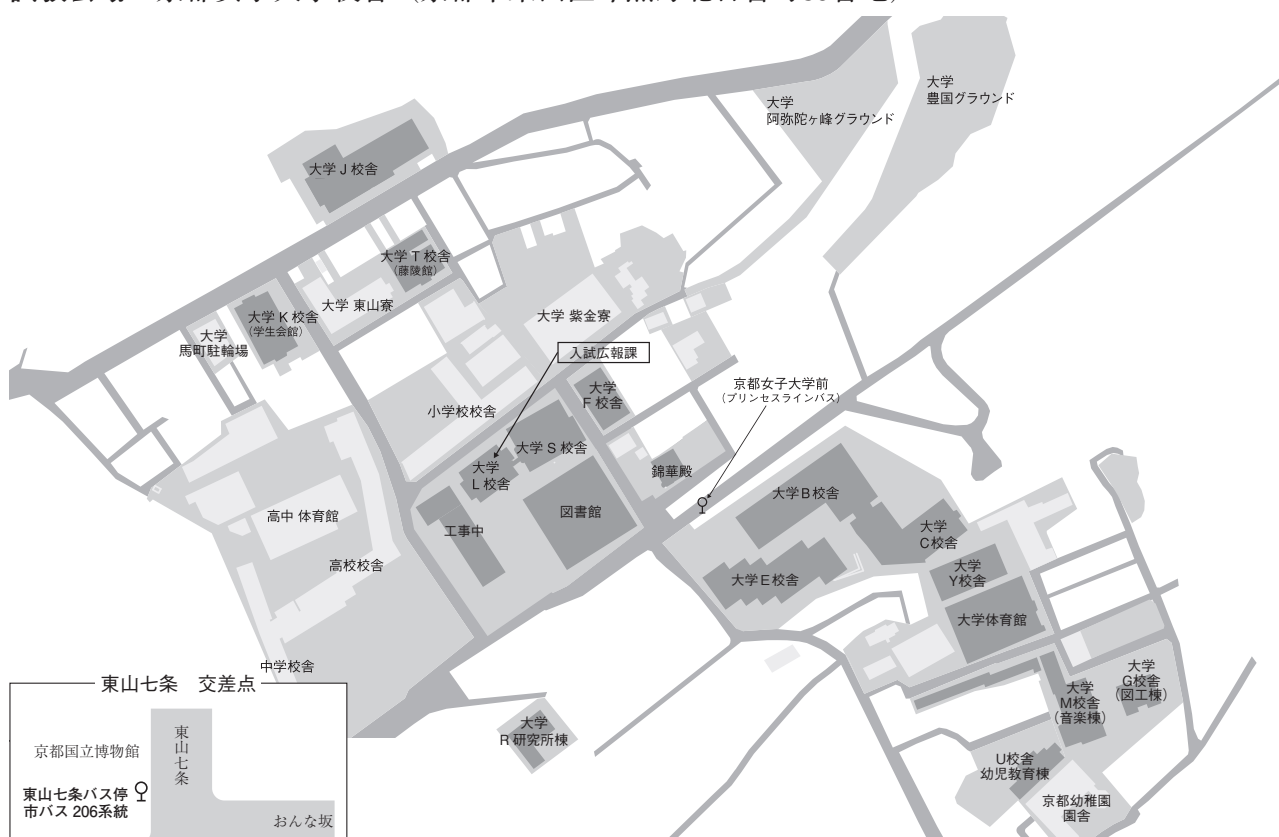 大学
豊国グラウンド
大学
阿弥陀ヶ峰グラウンド
大学 J 校舎
大学 T 校舎
(藤陵館)
大学 東山寮
大学 K 校舎
(学生会館)
大学
馬町駐輪場
大学 紫金寮
入試広報課
大学
F 校舎
京都女子大学前
(プリンセスラインバス)
小学校校舎
大学 S 校舎
大学
L 校舎
錦華殿
図書館
工事中
高中 体育館
高校校舎
中学校舎
大学B校舎
大学
C校舎
大学E校舎
大学
Y校舎
大学体育館
大学
G校舎
(図工棟)
大学
M校舎
(音楽棟)
U校舎
幼児教育棟
京都幼稚園
園舎
大学
R 研究所棟
東山七条 交差点
京都国立博物館
東山七条
東山七条バス停
市バス 206系統
おんな坂